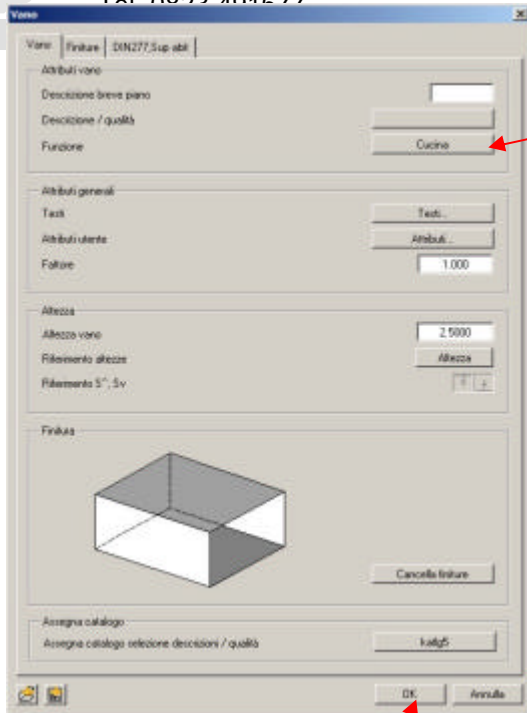 Vano
Vano Finiture DIN277,Sup abit
Attributi vano
Descrizione breve piano
Descrizione / qualità
Funzione Cucina
Attributi generali
Testi Testi...
Attributi utente Attributi...
Fattore 1.000
Altezza
Altezza vano 2.5000
Riferimento altezze Altezza
Riferimento S^, Sv
Finitura
Cancella finiture
Assegna catalogo
Assegna catalogo selezione descrizioni / qualità katlg5
OK Annulla